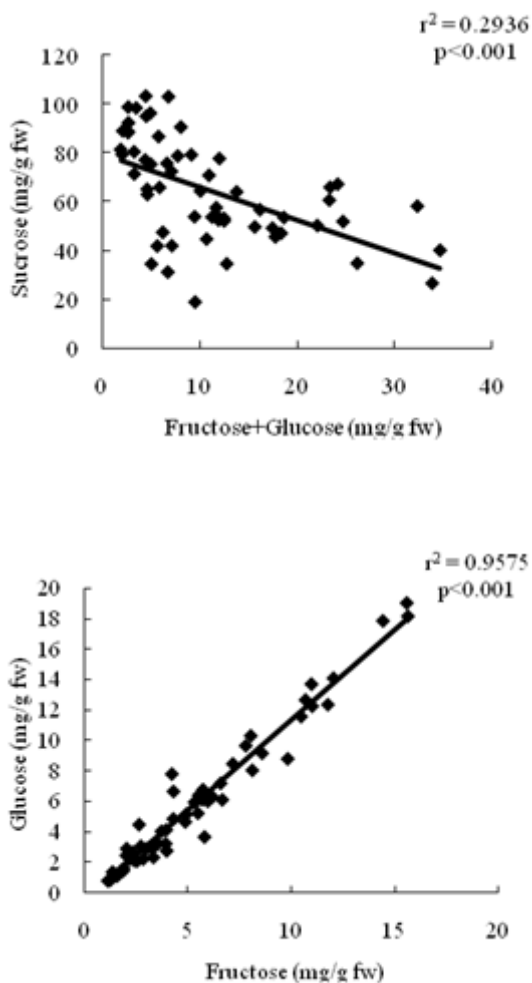 r² = 0.2936
p<0.001
120
100
80
60
40
20
0
Sucrose (mg/g fw)
0 10 20 30 40
Fructose+Glucose (mg/g fw)
r² = 0.9575
p<0.001
20
18
16
14
12
10
8
6
4
2
0
Glucose (mg/g fw)
0 5 10 15 20
Fructose (mg/g fw)